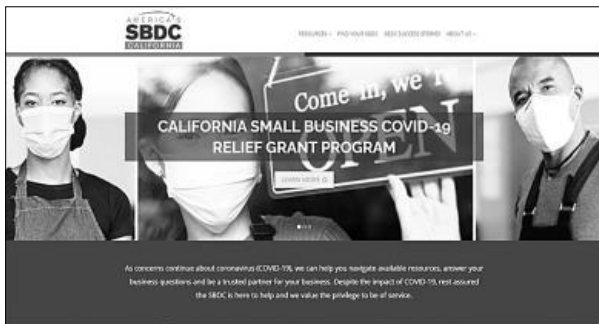 AMERICA'S
SBDC
CALIFORNIA
RESOURCES FIND YOUR SBDC SBDC SUCCESS STORIES ABOUT US
Come in, we're
OPEN
CALIFORNIA SMALL BUSINESS COVID-19
RELIEF GRANT PROGRAM
LEARN MORE
As concerns continue about coronavirus (COVID-19), we can help you navigate available resources, answer your
business questions and be a trusted partner for your business. Despite the impact of COVID-19, rest assured
the SBDC is here to help and we value the privilege to be of service.